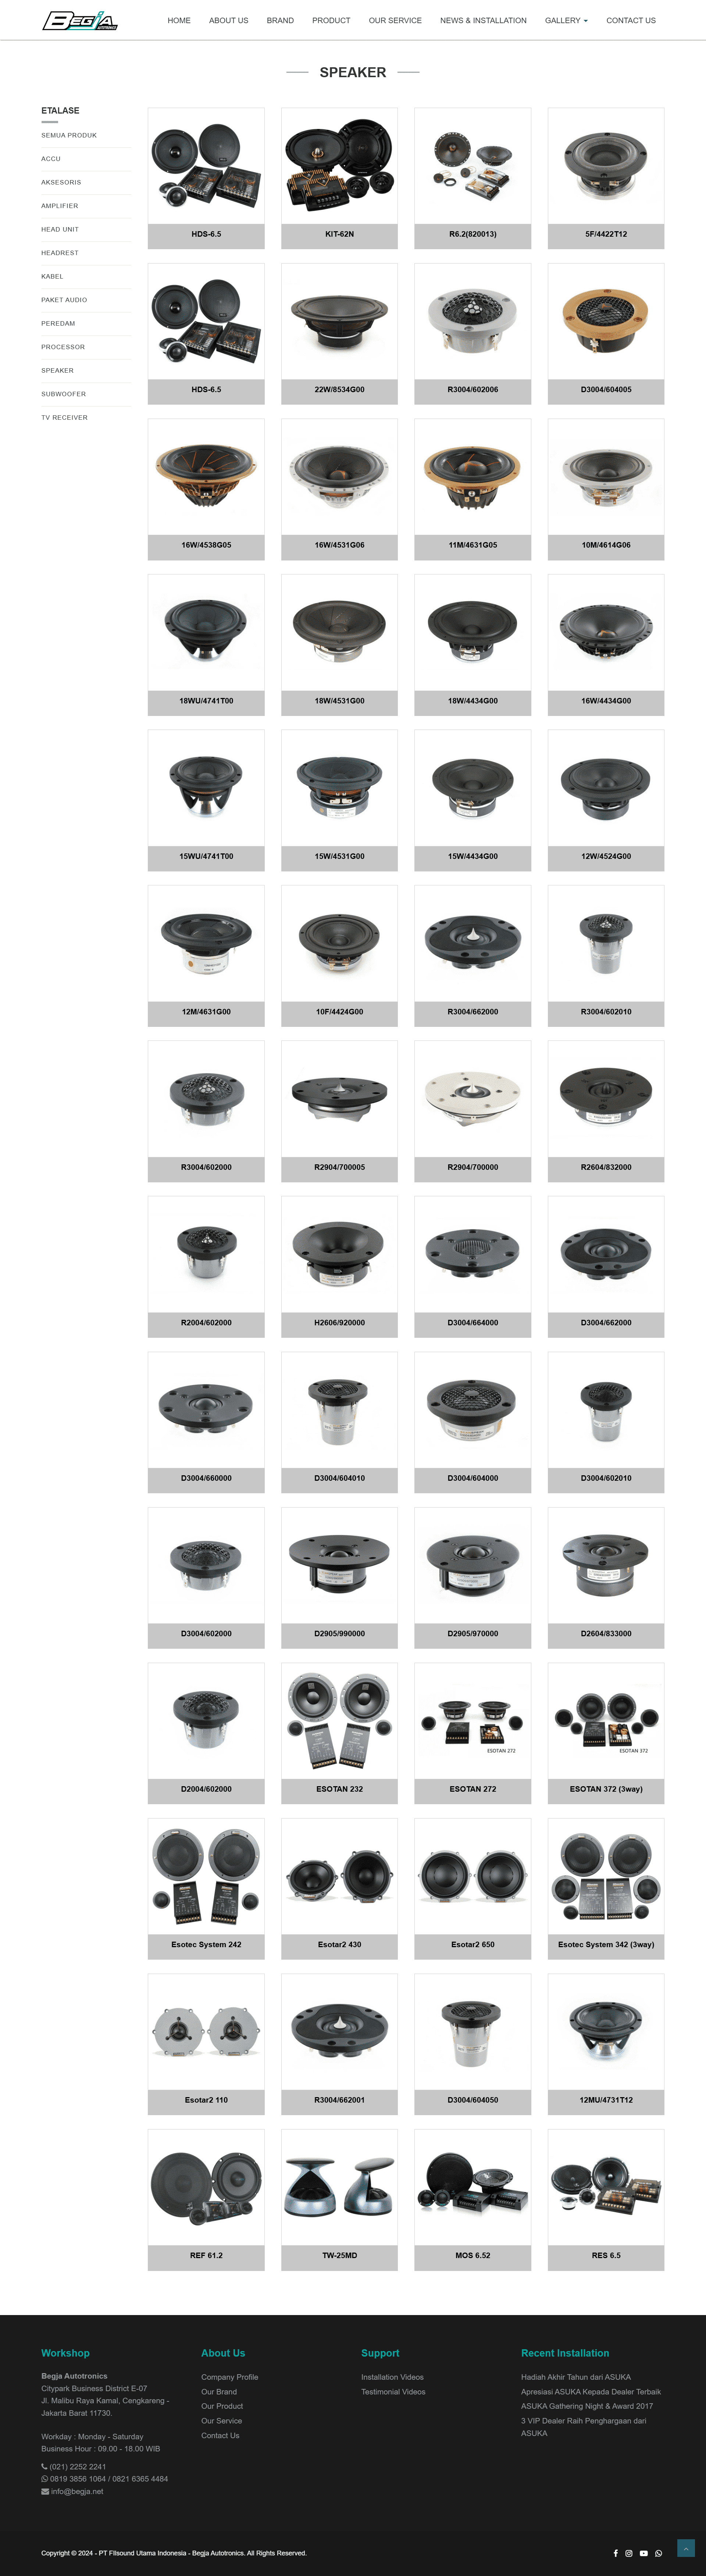 BEGJA
HOME ABOUT US BRAND PRODUCT OUR SERVICE NEWS & INSTALLATION GALLERY CONTACT US
SPEAKER
ETALASE
SEMUA PRODUK
ACCU
AKSESORIS
AMPLIFIER
HEAD UNIT
HEADREST
KABEL
PAKET AUDIO
PEREDAM
PROCESSOR
SPEAKER
SUBWOOFER
TV RECEIVER
HDS-6.5 KIT-62N R6.2(820013) 5F/4422T12
HDS-6.5 22W/8534G00 R3004/602006 D3004/604005
16W/4538G05 16W/4531G06 11M/4631G05 10M/4614G06
18WU/4741T00 18W/4531G00 18W/4434G00 16W/4434G00
15WU/4741T00 15W/4531G00 15W/4434G00 12W/4524G00
12M/4631G00 10F/4424G00 R3004/662000 R3004/602010
R3004/602000 R2904/700005 R2904/700000 R2604/832000
R2004/602000 H2606/920000 D3004/664000 D3004/662000
D3004/660000 D3004/604010 D3004/604000 D3004/602010
D3004/602000 D2905/990000 D2905/970000 D2604/833000
ESOTAN 272 ESOTAN 372
D2004/602000 ESOTAN 232 ESOTAN 272 ESOTAN 372 (3way)
Esotec System 242 Esotar2 430 Esotar2 650 Esotec System 342 (3way)
Esotar2 110 R3004/662001 D3004/604050 12MU/4731T12
REF 61.2 TW-25MD MOS 6.52 RES 6.5
Workshop
Begja Autotronics
Citypark Business District E-07
Jl. Malibu Raya Kamal, Cengkareng -
Jakarta Barat 11730.
Workday : Monday - Saturday
Business Hour : 09.00 - 18.00 WIB
(021) 2252 2241
0819 3856 1064 / 0821 6365 4484
info@begja.net
About Us
Company Profile
Our Brand
Our Product
Our Service
Contact Us
Support
Installation Videos
Testimonial Videos
Recent Installation
Hadiah Akhir Tahun dari ASUKA
Apresiasi ASUKA Kepada Dealer Terbaik
ASUKA Gathering Night & Award 2017
3 VIP Dealer Raih Penghargaan dari
ASUKA
Copyright © 2024 - PT FIlsound Utama Indonesia - Begja Autotronics. All Rights Reserved.